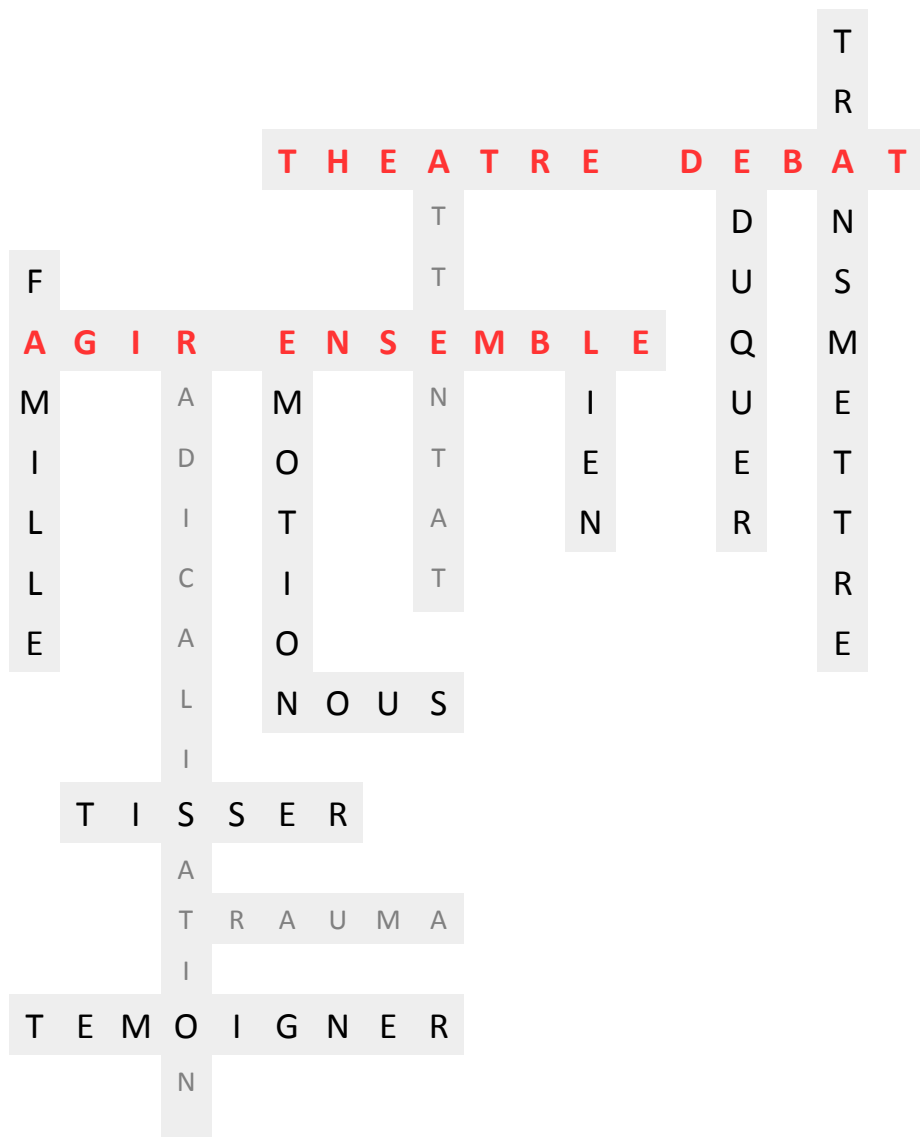 TRANSMETTRE
THEATRE DEBAT
ATTENTAT
EDUQUER
FAMILLE
AGIR ENSEMBLE
RADICALISATION
EMOTION
LIEN
NOUS
TISSER
TRAUMA
TEMOIGNER